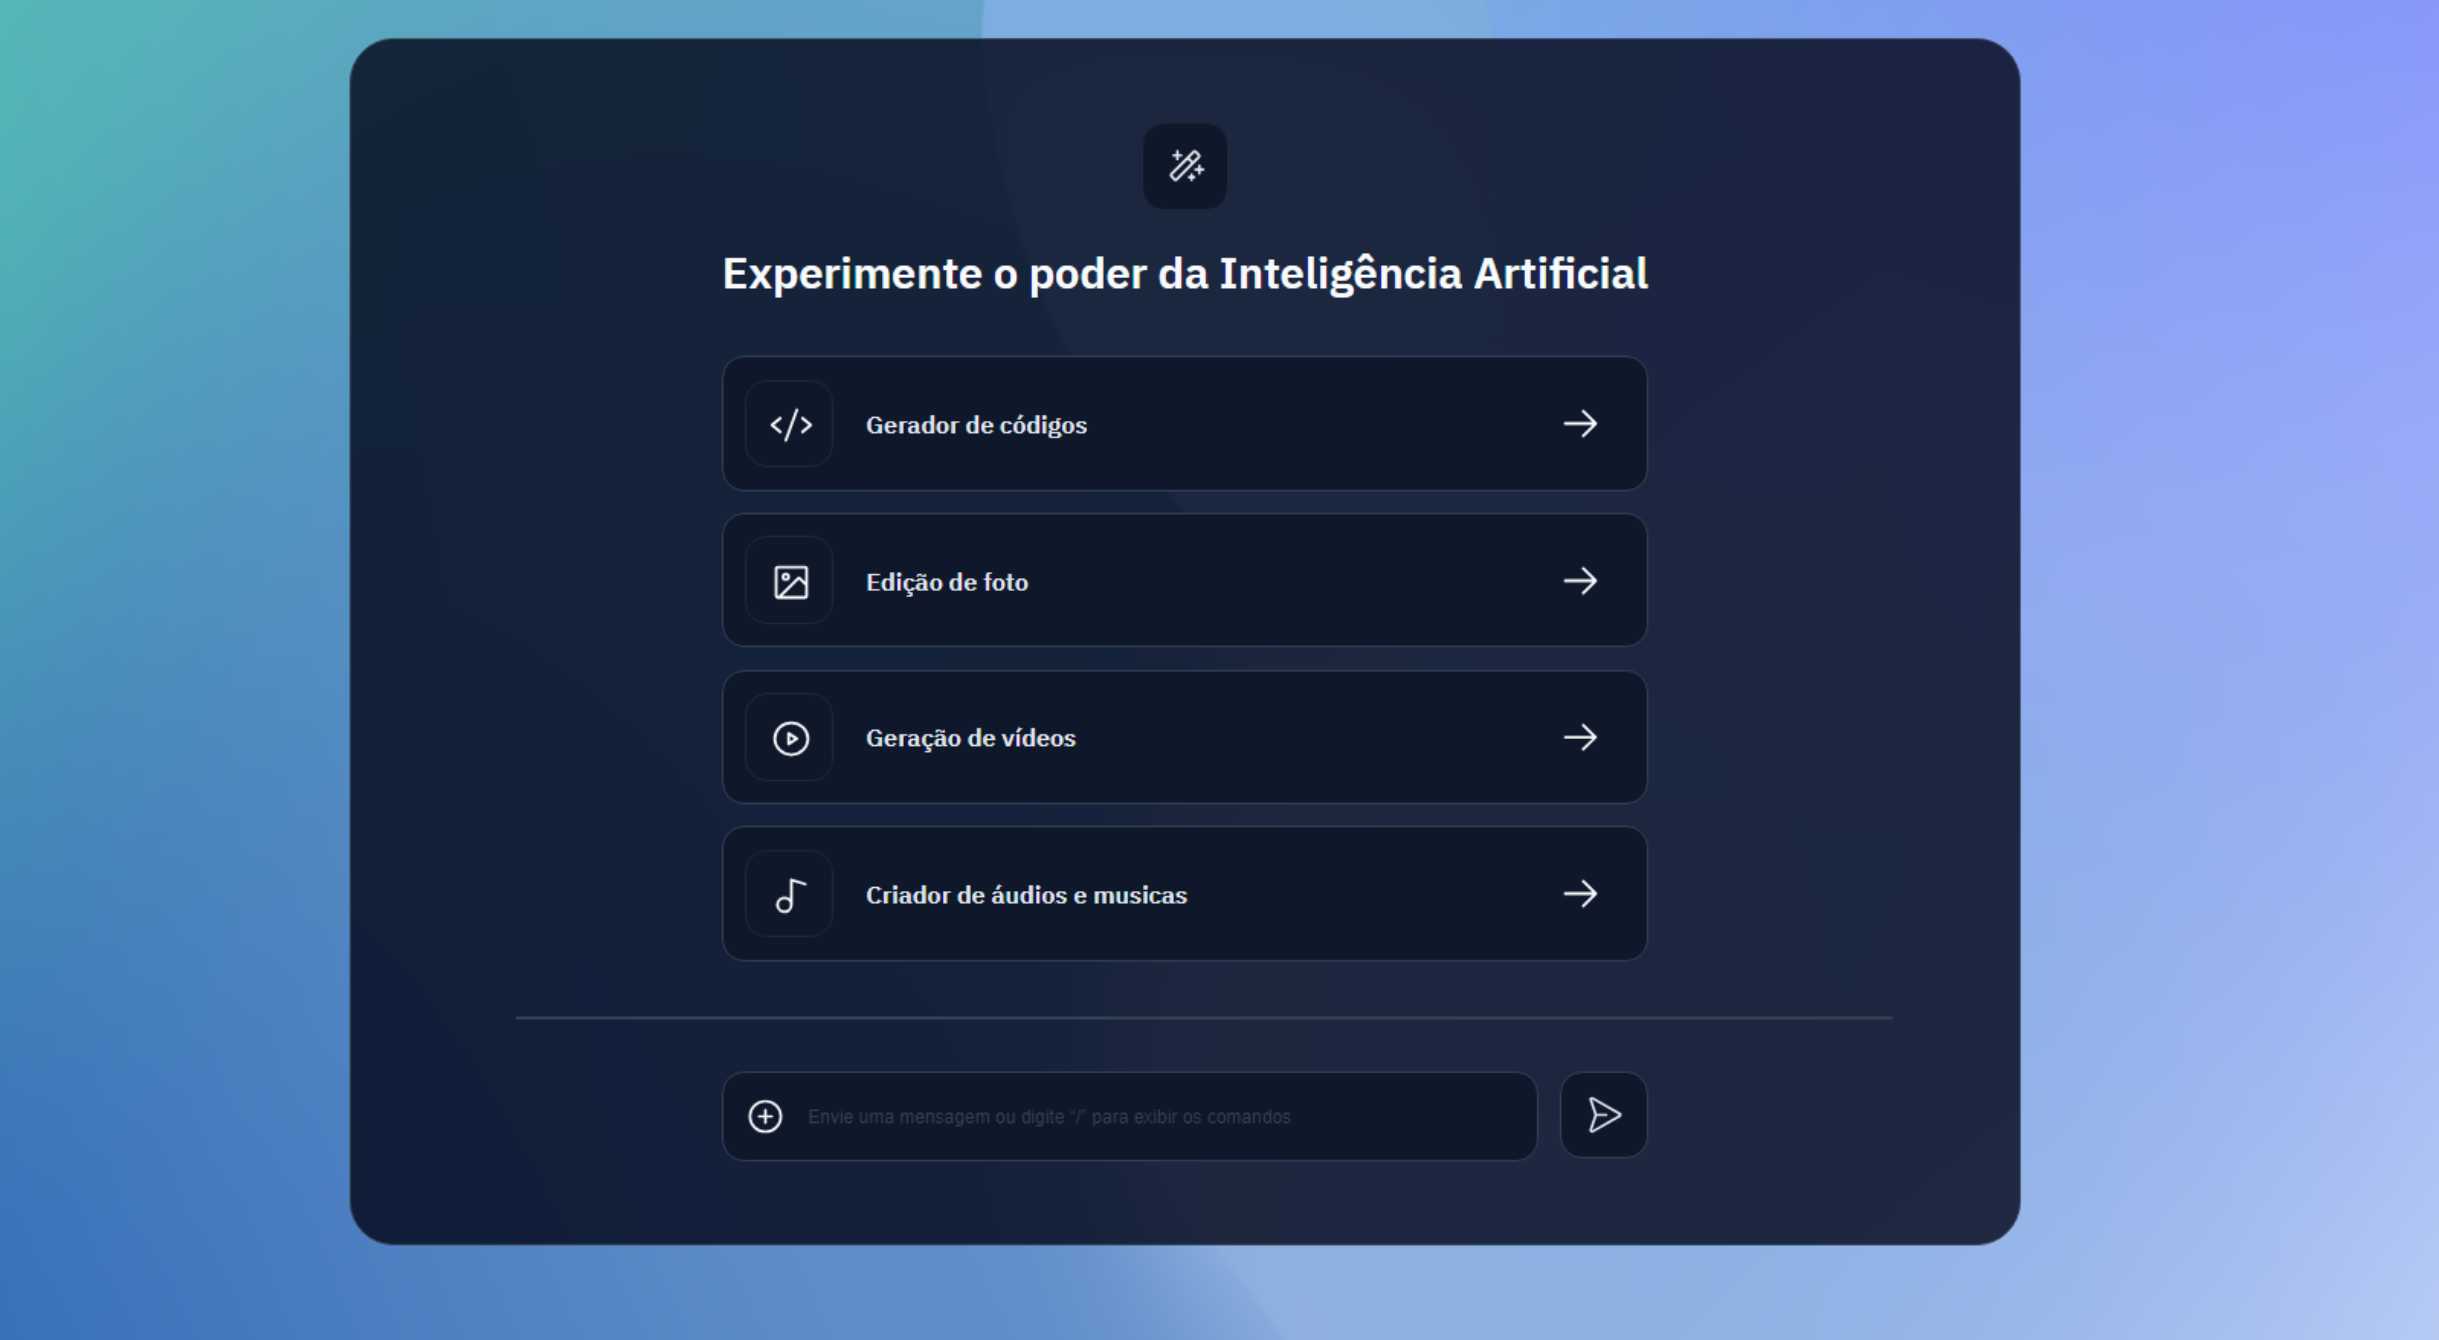 Experimente o poder da Inteligência Artificial
Gerador de códigos
Edição de foto
Geração de vídeos
Criador de áudios e musicas
Envie uma mensagem ou digite “/” para exibir os comandos